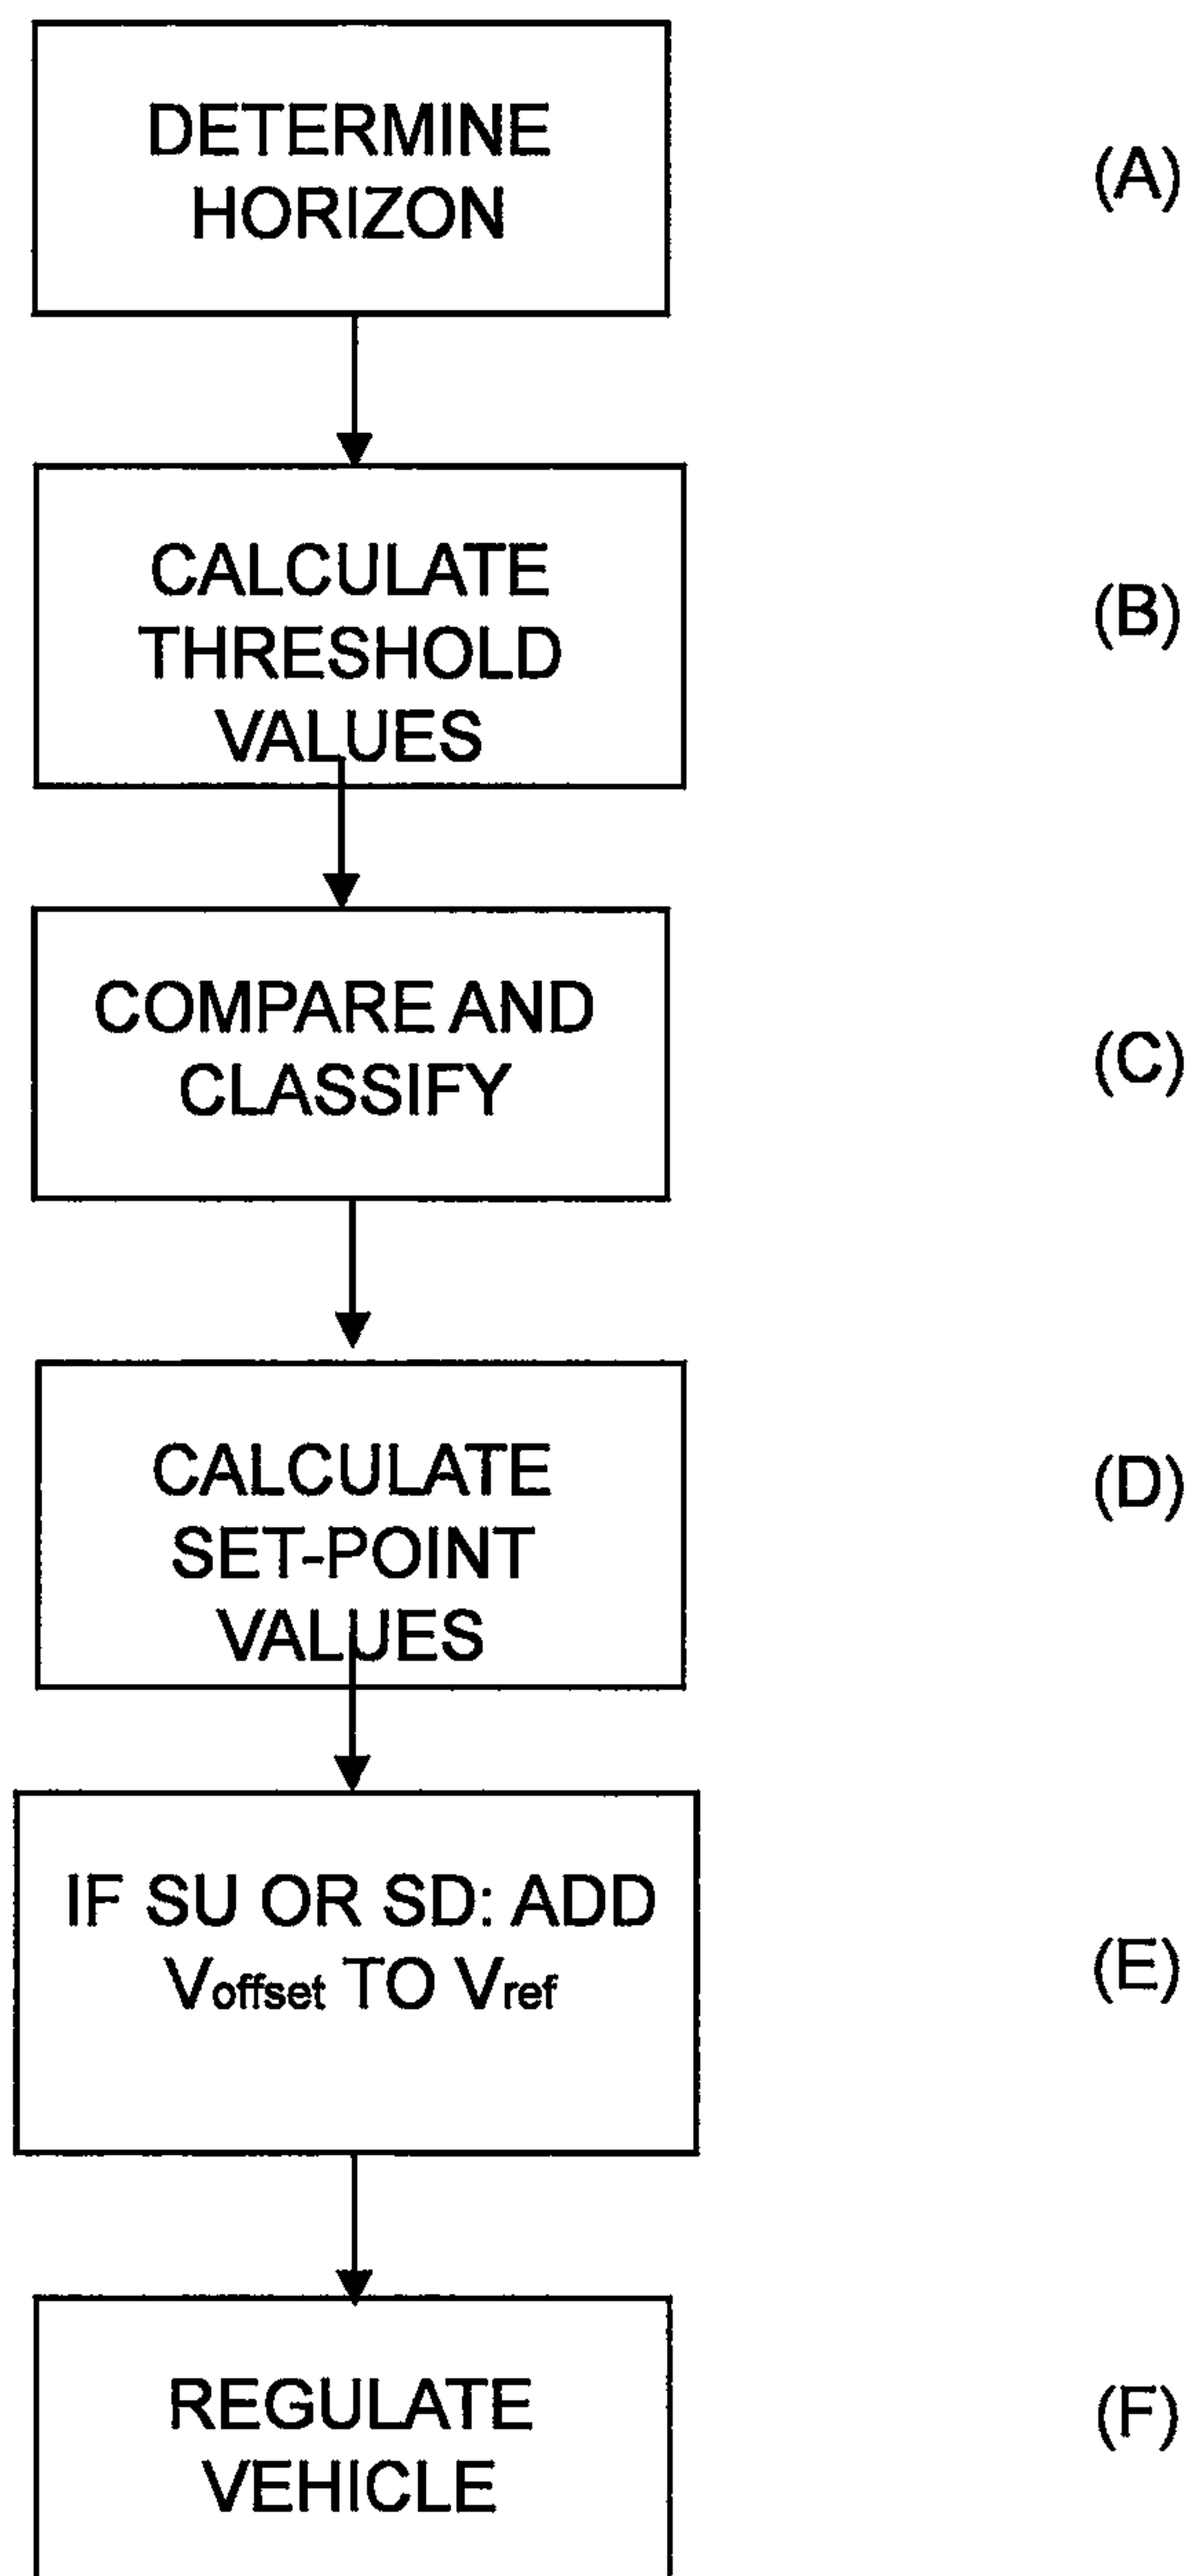 DETERMINE
HORIZON
(A)
CALCULATE
THRESHOLD
VALUES
(B)
COMPARE AND
CLASSIFY
(C)
CALCULATE
SET-POINT
VALUES
(D)
IF SU OR SD: ADD
Voffset TO Vref
(E)
REGULATE
VEHICLE
(F)